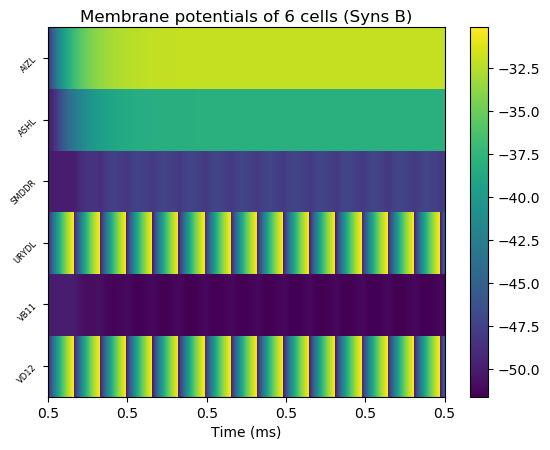 Membrane potentials of 6 cells (Syns B)
AIZL
ASHL
SMDDR
URYDL
VB11
VD12
0.5 0.5 0.5 0.5 0.5 0.5
Time (ms)
−32.5
−35.0
−37.5
−40.0
−42.5
−45.0
−47.5
−50.0